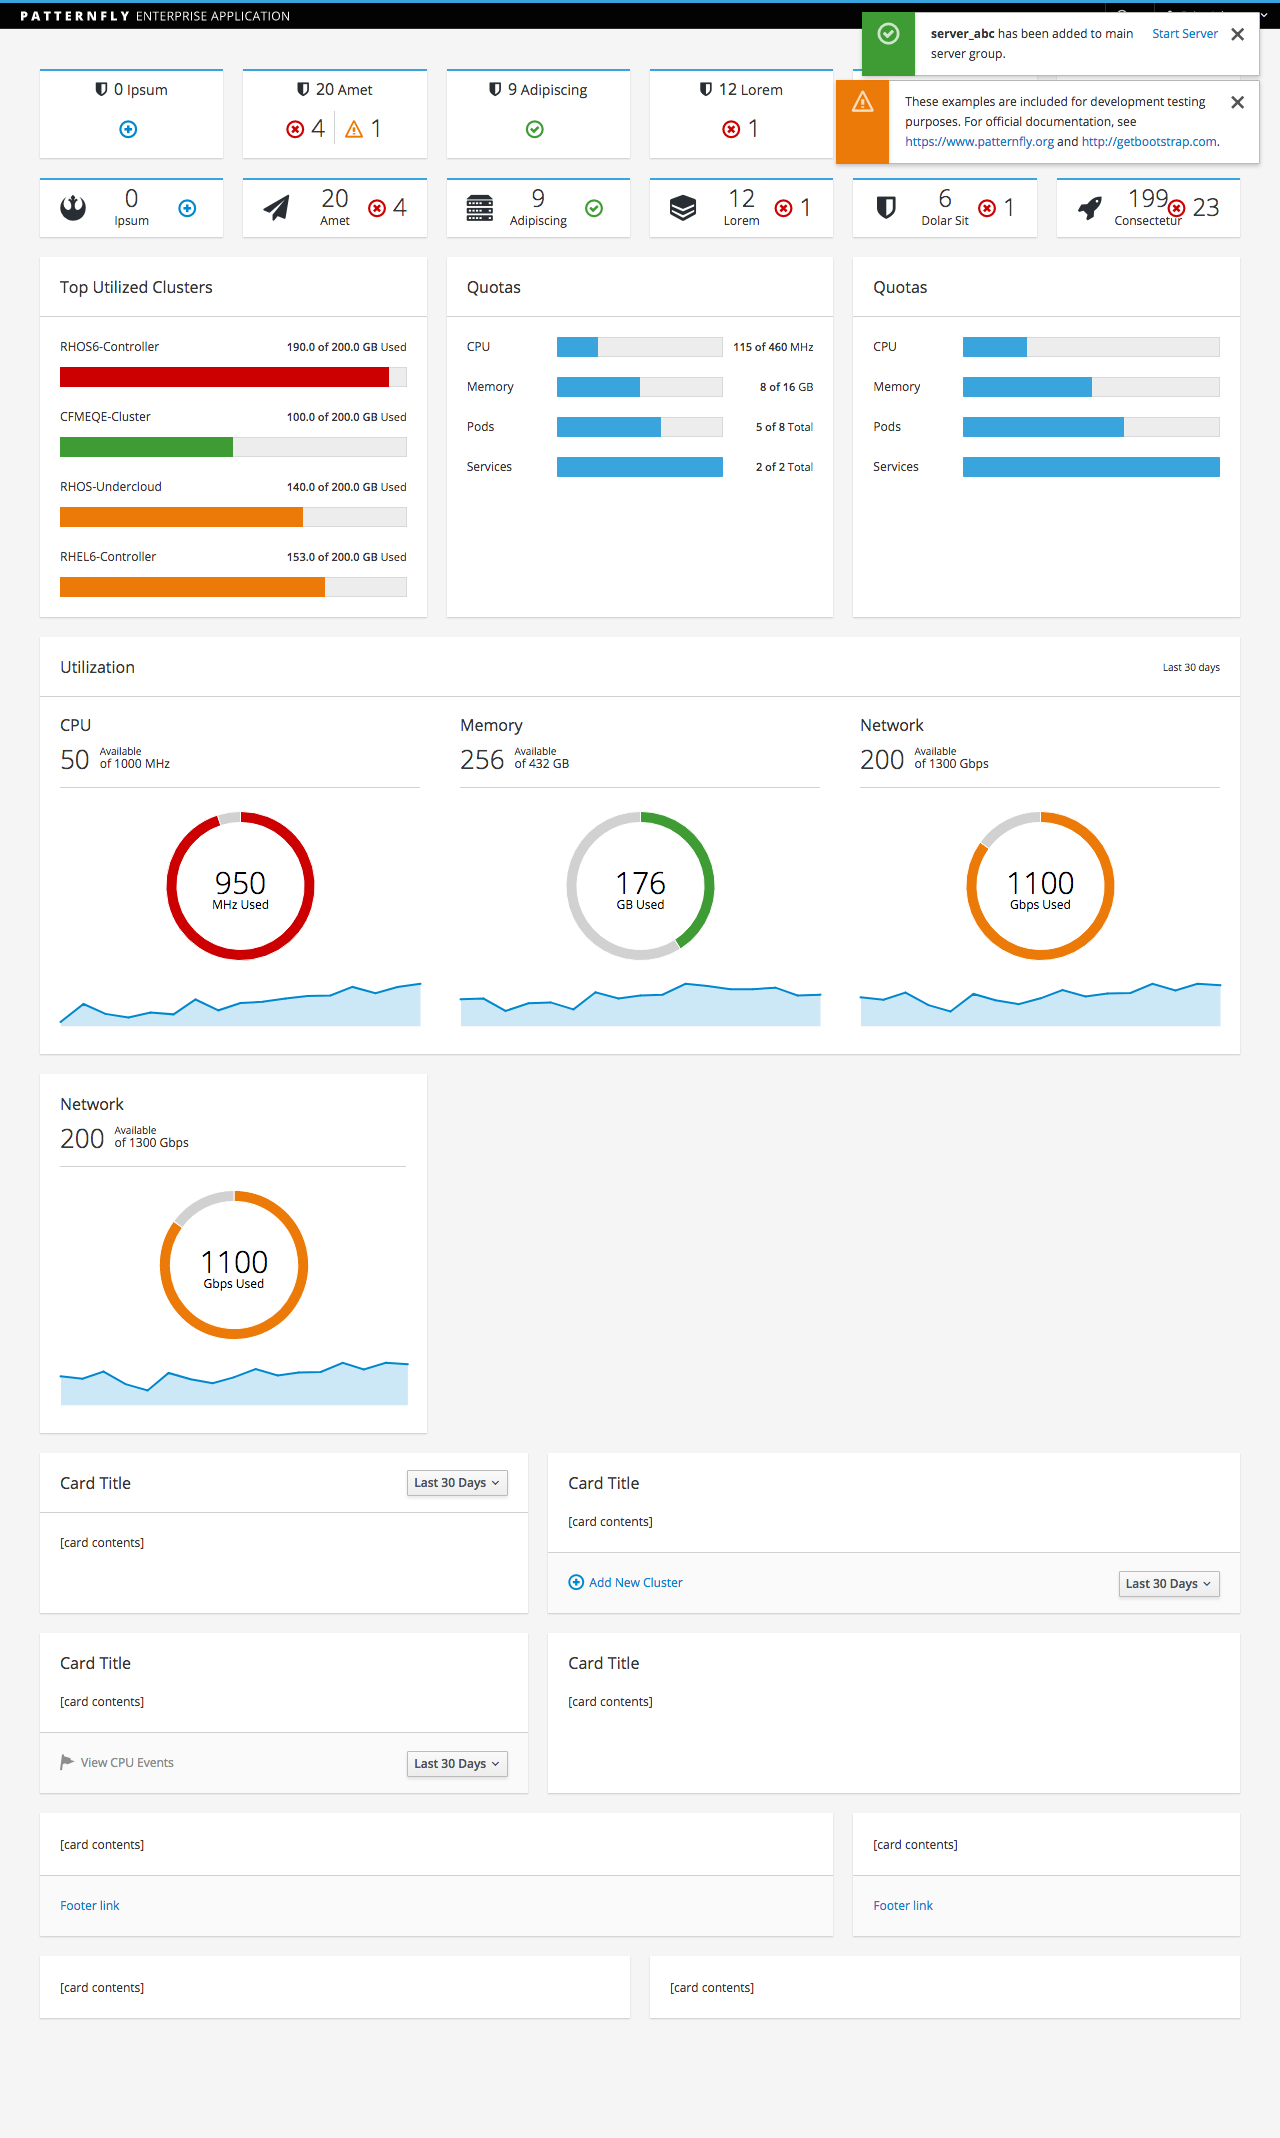 PATTERNFLY ENTERPRISE APPLICATION
server_abc has been added to main
server group.
Start Server
These examples are included for development testing
purposes. For official documentation, see
https://www.patternfly.org and http://getbootstrap.com.
0 Ipsum
20 Amet
4
1
9 Adipiscing
12 Lorem
1
0
Ipsum
20
Amet
4
9
Adipiscing
12
Lorem
1
6
Dolar Sit
1
199
Consectetur
23
Top Utilized Clusters
RHOS6-Controller 190.0 of 200.0 GB Used
CFMEQE-Cluster 100.0 of 200.0 GB Used
RHOS-Undercloud 140.0 of 200.0 GB Used
RHEL6-Controller 153.0 of 200.0 GB Used
Quotas
CPU 115 of 460 MHz
Memory 8 of 16 GB
Pods 5 of 8 Total
Services 2 of 2 Total
Quotas
CPU
Memory
Pods
Services
Utilization
Last 30 days
CPU
50 Available
of 1000 MHz
950
MHz Used
Memory
256 Available
of 432 GB
176
GB Used
Network
200 Available
of 1300 Gbps
1100
Gbps Used
Network
200 Available
of 1300 Gbps
1100
Gbps Used
Card Title
Last 30 Days
[card contents]
Card Title
[card contents]
Add New Cluster
Last 30 Days
Card Title
[card contents]
View CPU Events
Last 30 Days
Card Title
[card contents]
[card contents]
Footer link
[card contents]
Footer link
[card contents]
[card contents]